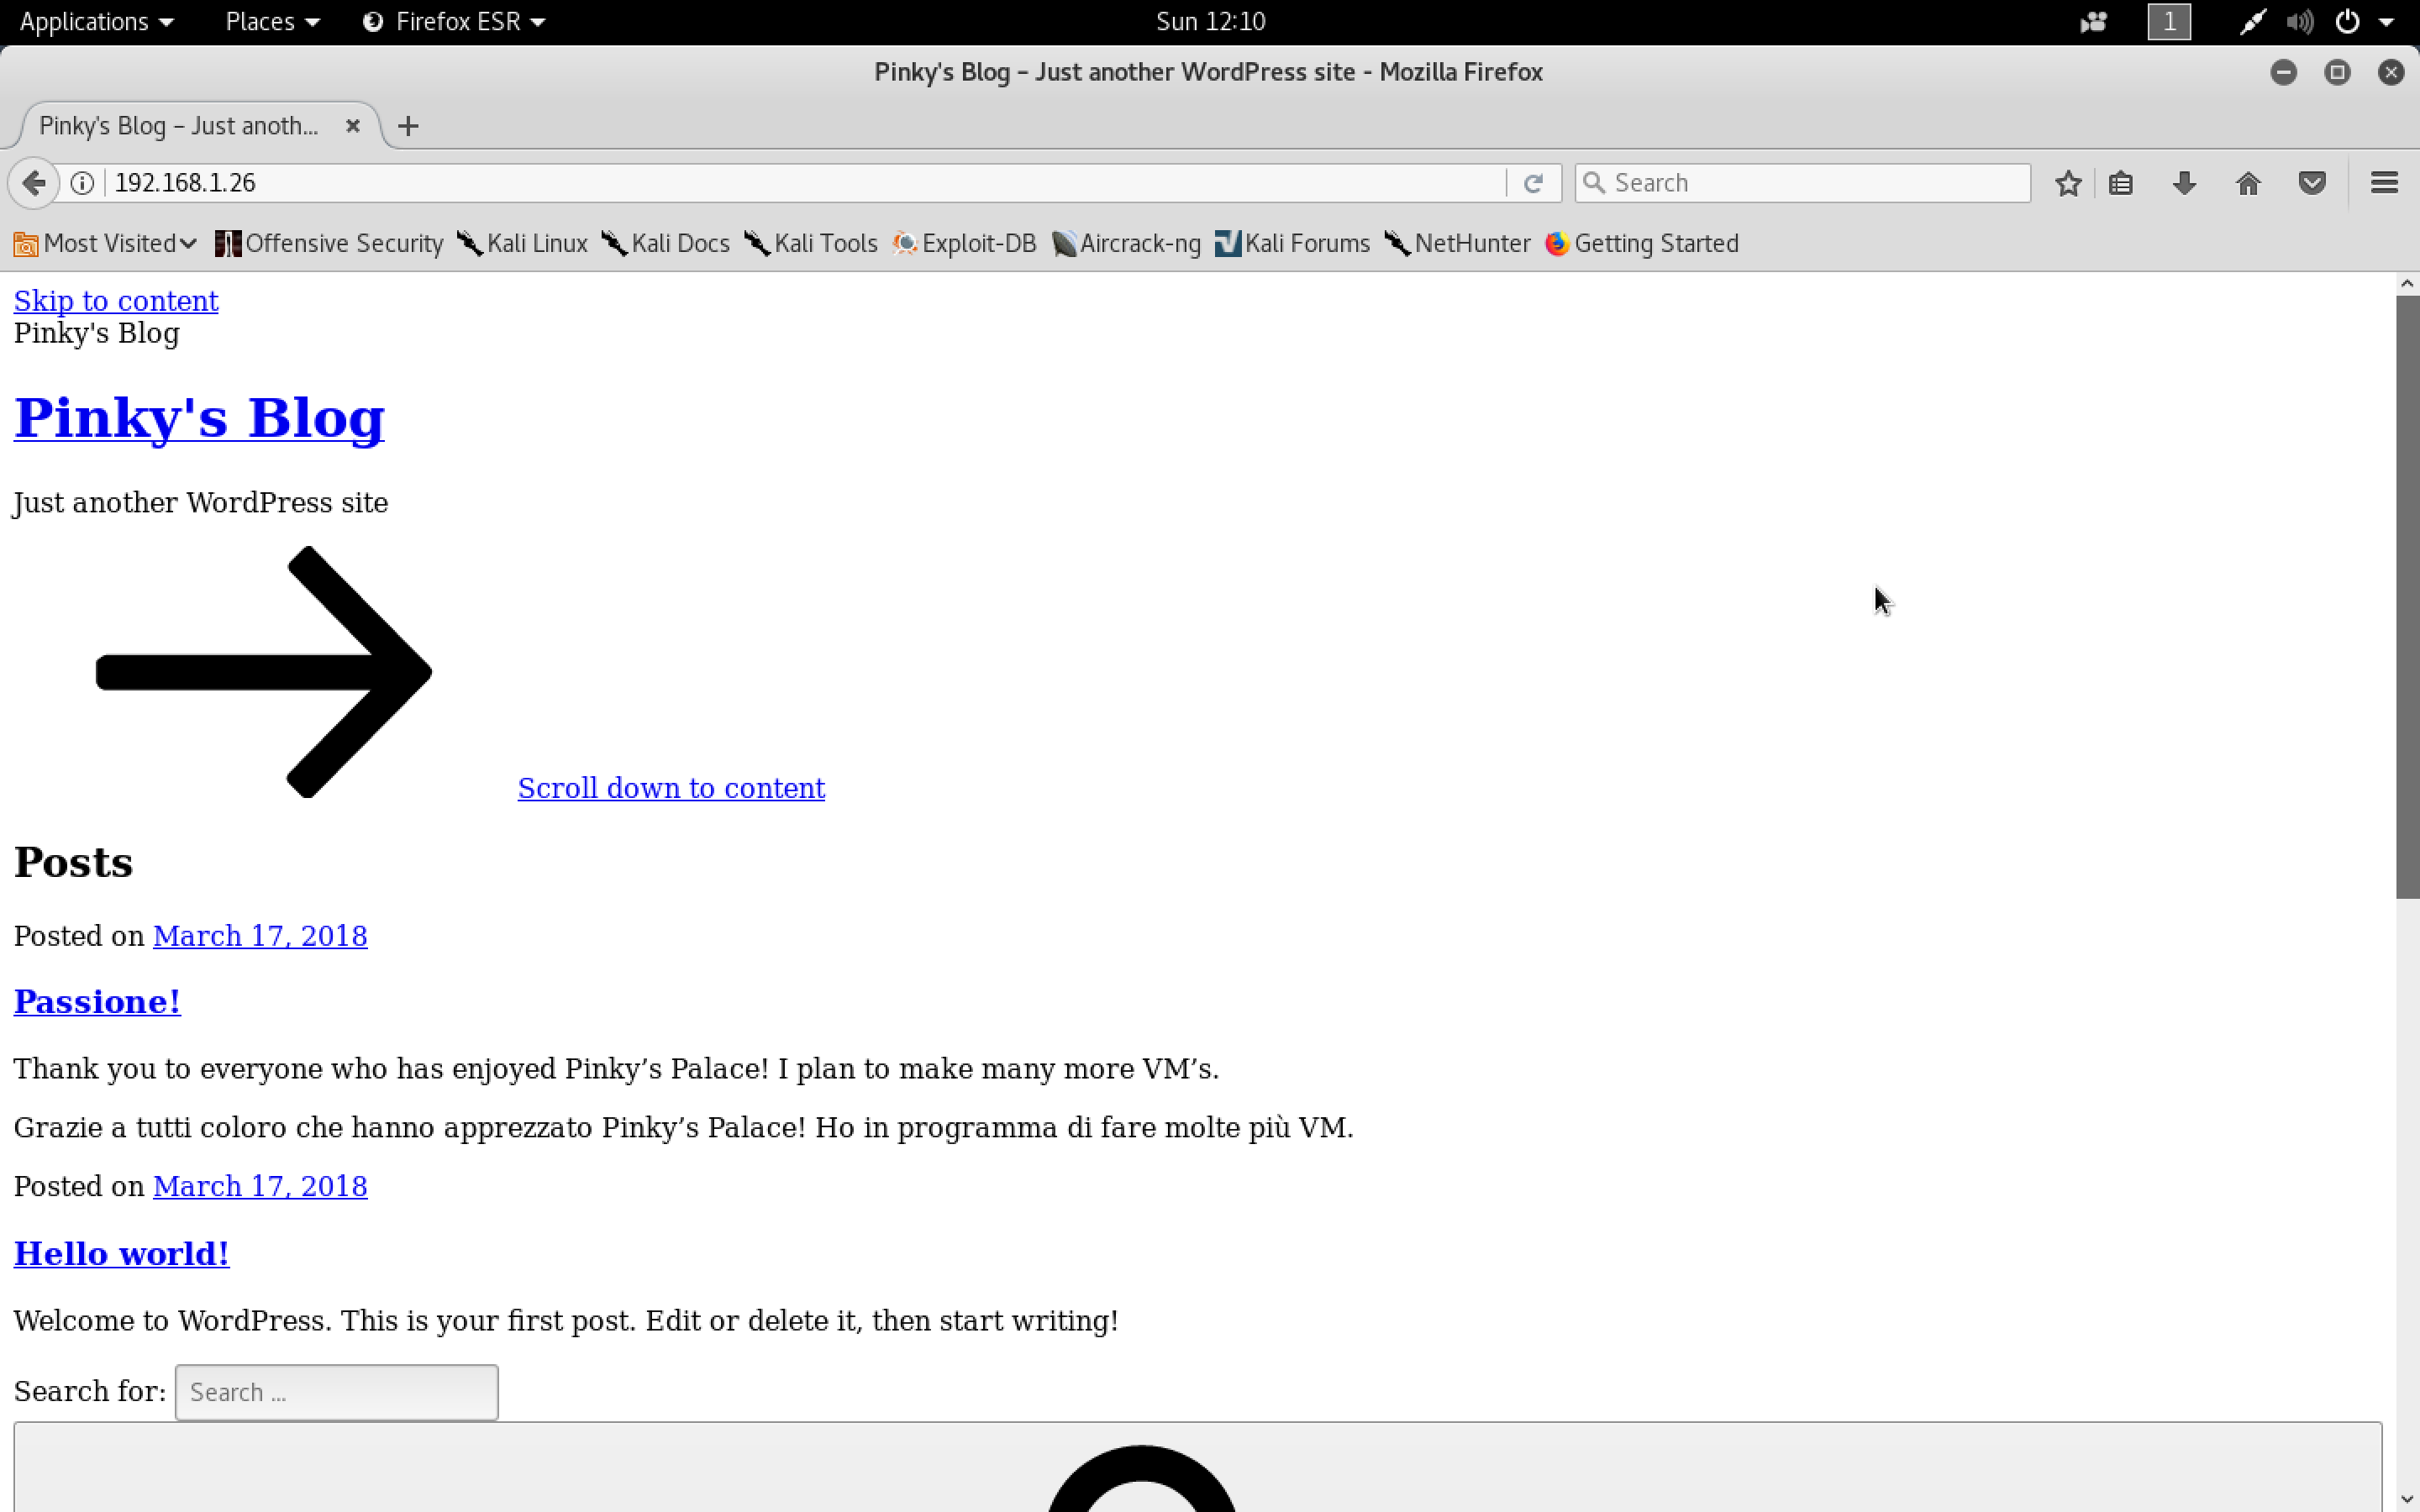 Applications Places Firefox ESR Sun 12:10 1
Pinky's Blog – Just another WordPress site - Mozilla Firefox
Pinky's Blog – Just anoth...
192.168.1.26 Search
Most Visited Offensive Security Kali Linux Kali Docs Kali Tools Exploit-DB Aircrack-ng Kali Forums NetHunter Getting Started
Skip to content
Pinky's Blog
Pinky's Blog
Just another WordPress site
Scroll down to content
Posts
Posted on March 17, 2018
Passione!
Thank you to everyone who has enjoyed Pinky’s Palace! I plan to make many more VM’s.
Grazie a tutti coloro che hanno apprezzato Pinky’s Palace! Ho in programma di fare molte più VM.
Posted on March 17, 2018
Hello world!
Welcome to WordPress. This is your first post. Edit or delete it, then start writing!
Search for: Search ...